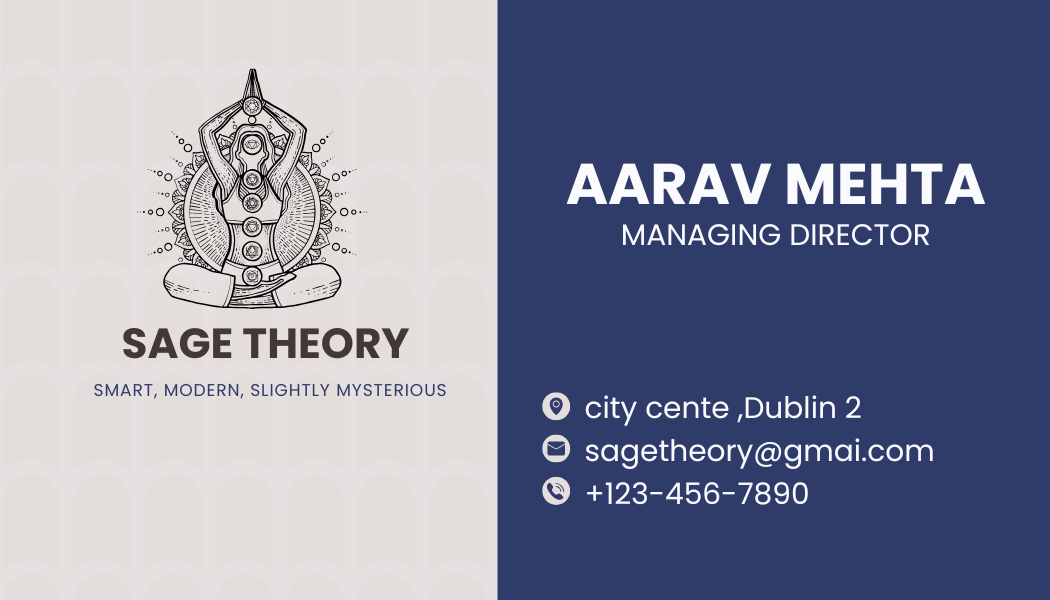 SAGE THEORY
SMART, MODERN, SLIGHTLY MYSTERIOUS
AARAV MEHTA
MANAGING DIRECTOR
city cente ,Dublin 2
sagetheory@gmai.com
+123-456-7890